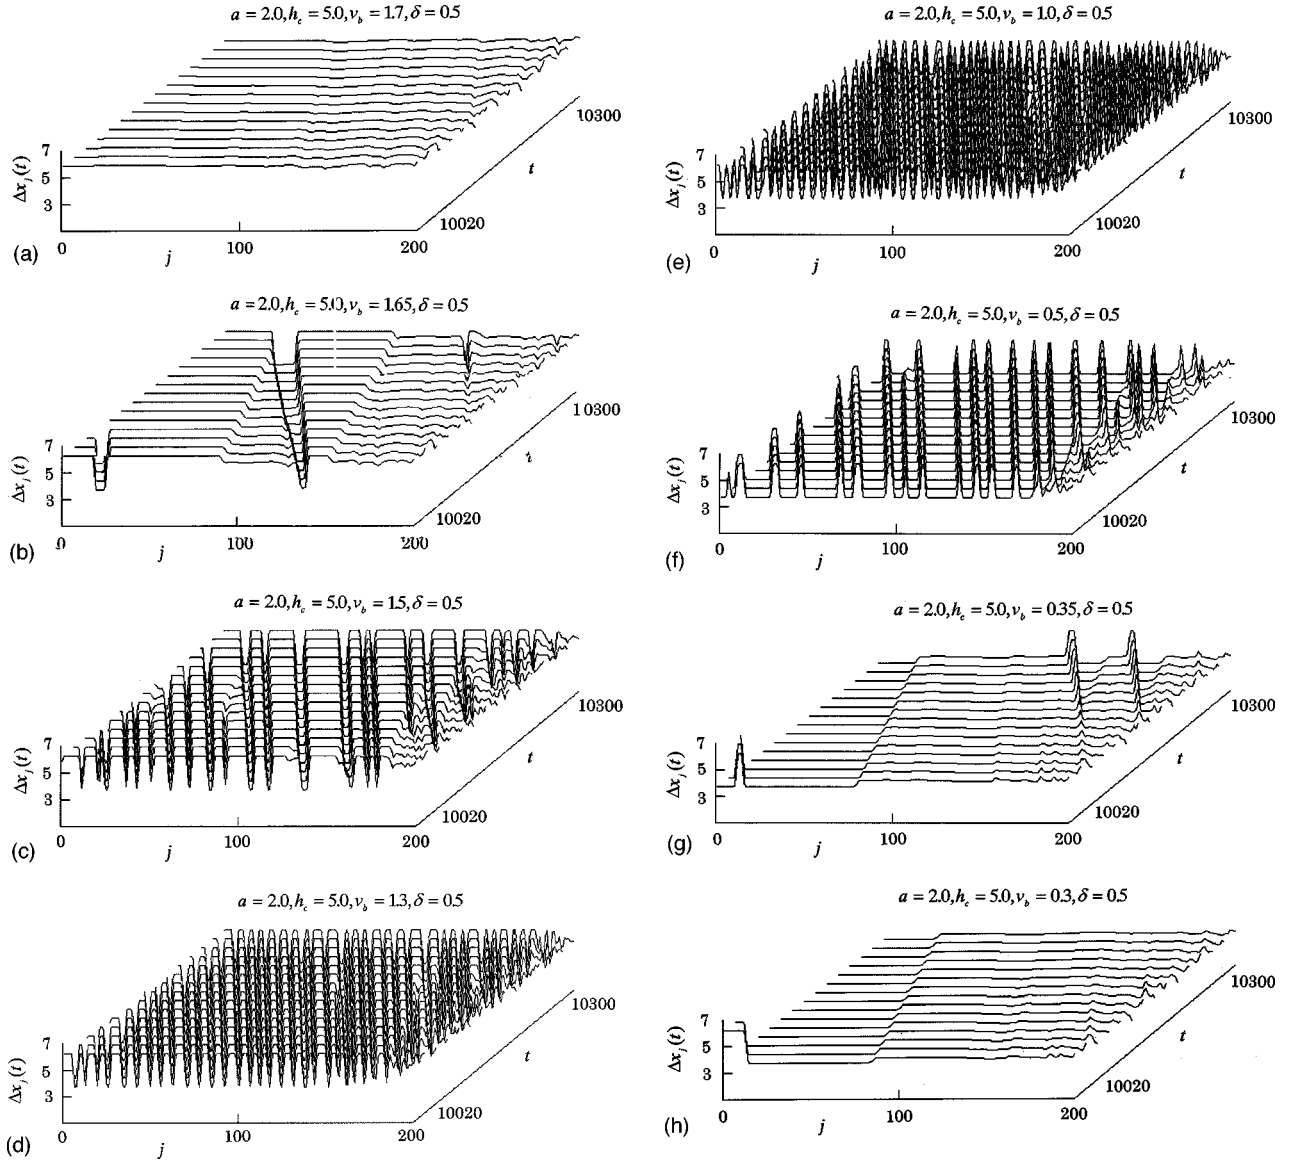 a = 2.0, h_c = 5.0, v_b = 1.7, δ = 0.5
Δx_j(t)
7
5
3
0
100
200
j
t
10020
10300
(a)
a = 2.0, h_c = 5.0, v_b = 1.65, δ = 0.5
Δx_j(t)
7
5
3
0
100
200
j
t
10020
10300
(b)
a = 2.0, h_c = 5.0, v_b = 1.5, δ = 0.5
Δx_j(t)
7
5
3
0
100
200
j
t
10020
10300
(c)
a = 2.0, h_c = 5.0, v_b = 1.3, δ = 0.5
Δx_j(t)
7
5
3
0
100
200
j
t
10020
10300
(d)
a = 2.0, h_c = 5.0, v_b = 1.0, δ = 0.5
Δx_j(t)
7
5
3
0
100
200
j
t
10020
10300
(e)
a = 2.0, h_c = 5.0, v_b = 0.5, δ = 0.5
Δx_j(t)
7
5
3
0
100
200
j
t
10020
10300
(f)
a = 2.0, h_c = 5.0, v_b = 0.35, δ = 0.5
Δx_j(t)
7
5
3
0
100
200
j
t
10020
10300
(g)
a = 2.0, h_c = 5.0, v_b = 0.3, δ = 0.5
Δx_j(t)
7
5
3
0
100
200
j
t
10020
10300
(h)